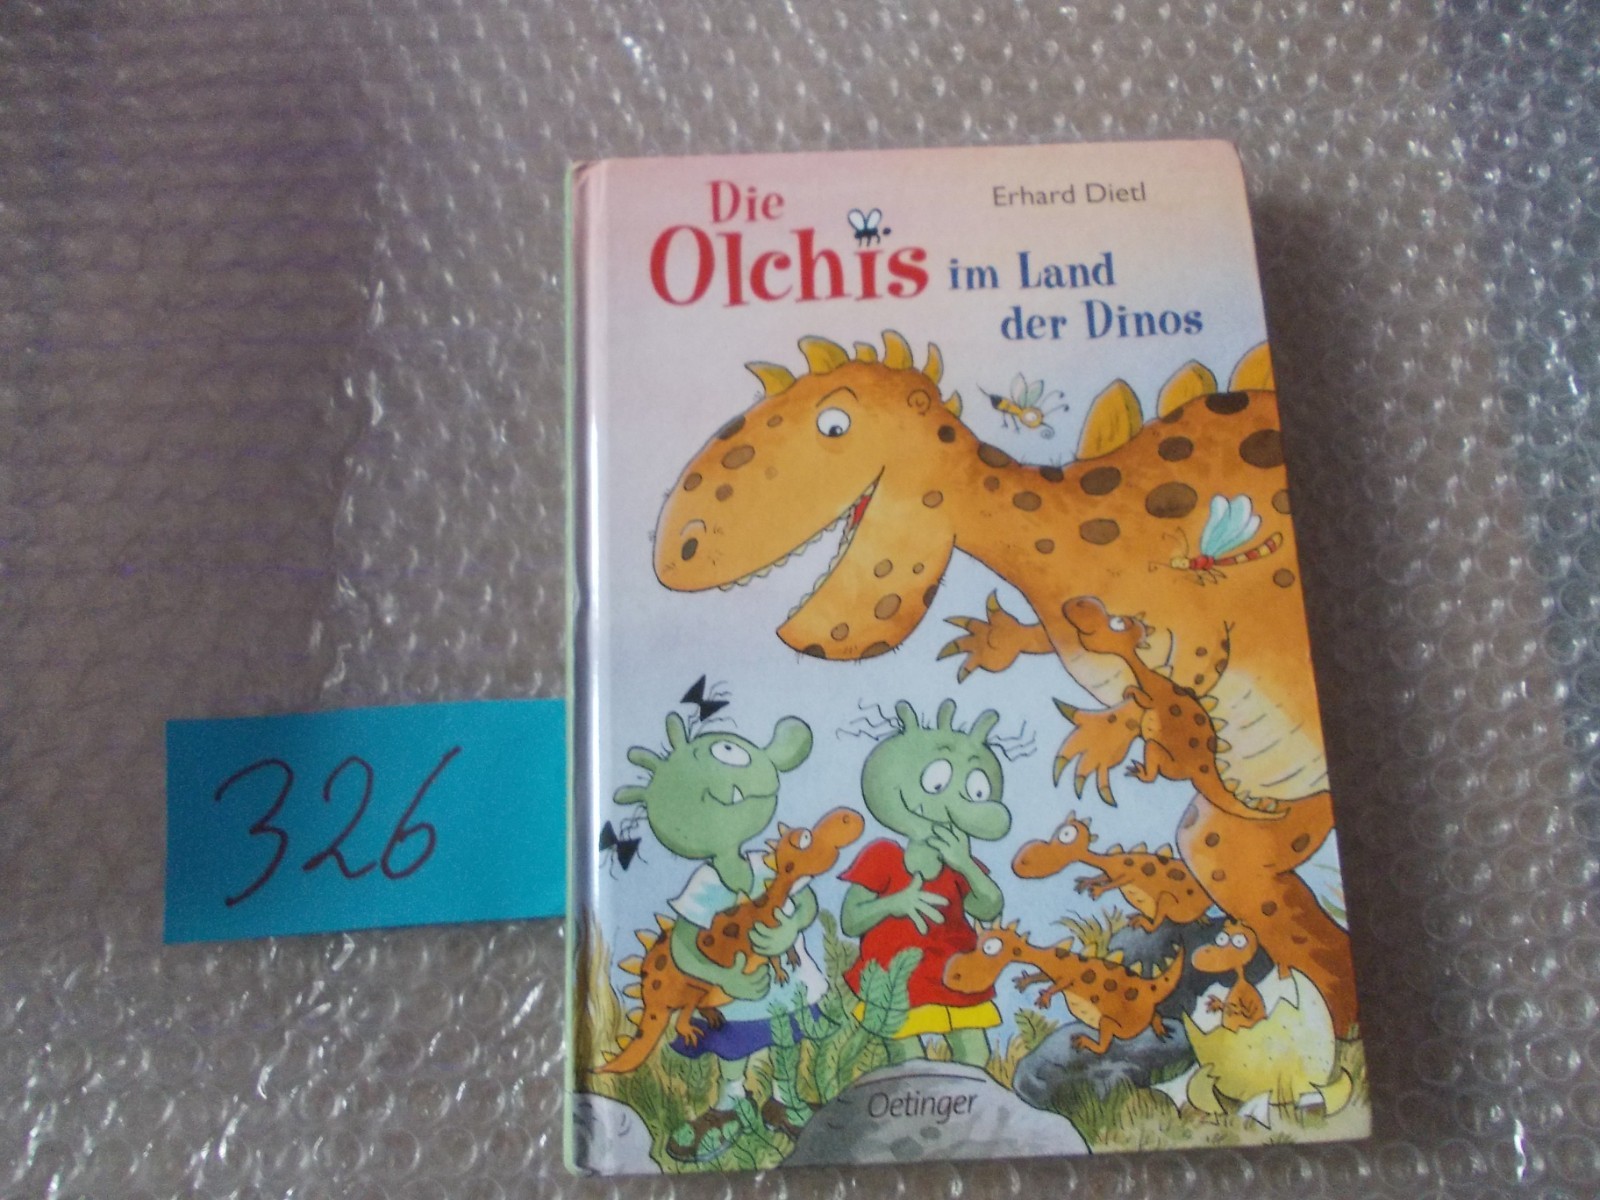 Die
Erhard Dietl
Olchis im Land
der Dinos
326
Oetinger